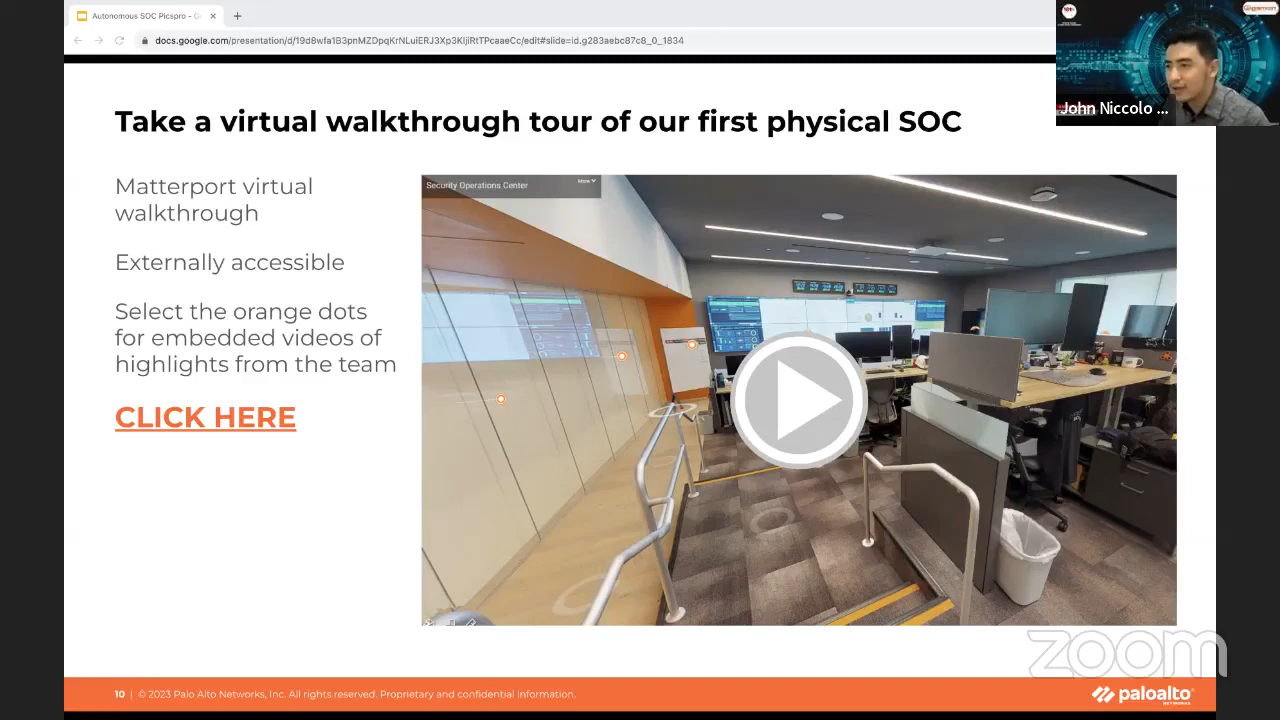 Autonomous SOC Picspro - G
docs.google.com/presentation/d/19d8wfa1B3pnMZDpqKrNLuiERJ3Xp3KIjiRtTPcaaeCc/edit#slide=id.g283aebc87c8_0_1834
John Niccolo ...
Take a virtual walkthrough tour of our first physical SOC
Matterport virtual
walkthrough
Externally accessible
Select the orange dots
for embedded videos of
highlights from the team
CLICK HERE
Security Operations Center
More
zoom
10 | © 2023 Palo Alto Networks, Inc. All rights reserved. Proprietary and confidential information.
paloalto
NETWORKS